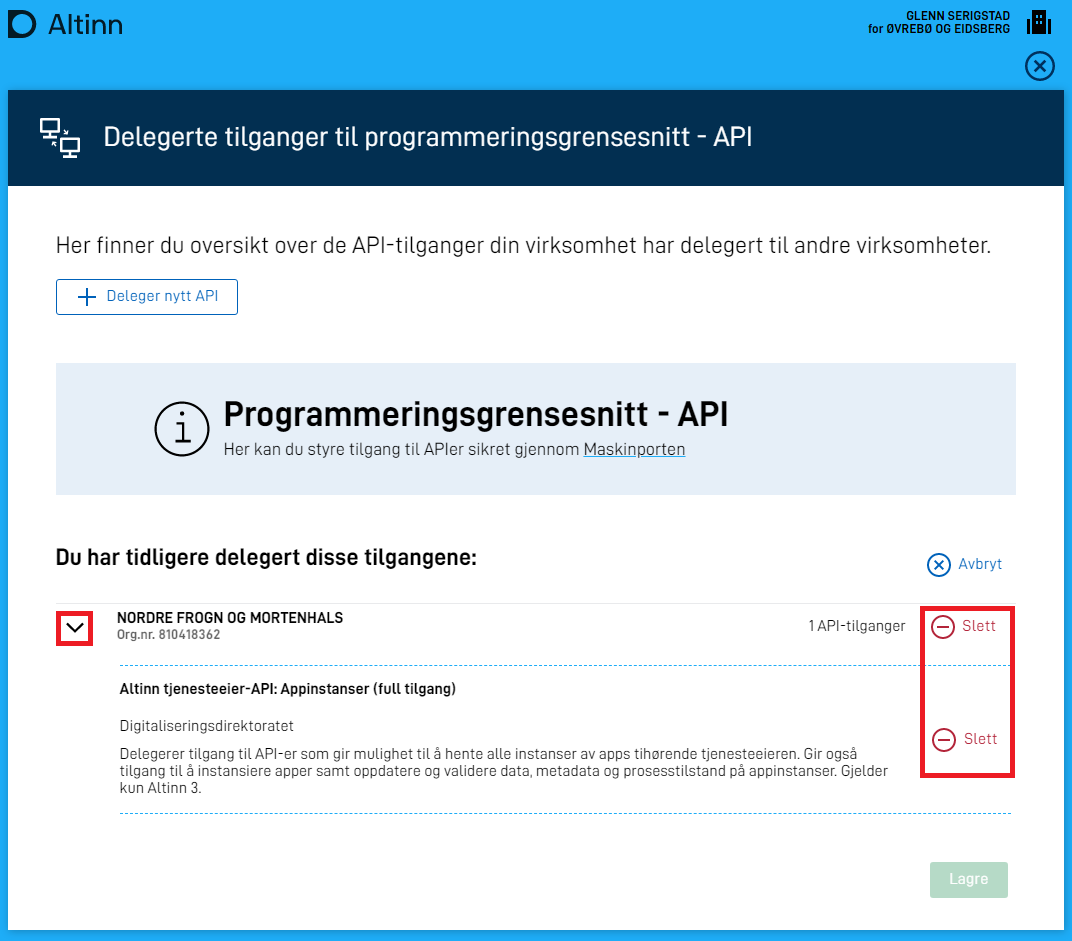 Altinn
GLENN SERIGSTAD
for ØVREBØ OG EIDSBERG
Delegerte tilganger til programmeringsgrensesnitt - API
Her finner du oversikt over de API-tilganger din virksomhet har delegert til andre virksomheter.
Deleger nytt API
Programmeringsgrensesnitt - API
Her kan du styre tilgang til APIer sikret gjennom Maskinporten
Du har tidligere delegert disse tilgangene:
Avbryt
NORDRE FROGN OG MORTENHALS
Org.nr. 810418362
1 API-tilganger
Slett
Altinn tjenesteeier-API: Appinstanser (full tilgang)
Digitaliseringsdirektoratet
Slett
Delegerer tilgang til API-er som gir mulighet til å hente alle instanser av apps tihørende tjenesteeieren. Gir også
tilgang til å instansiere apper samt oppdatere og validere data, metadata og prosesstilstand på appinstanser. Gjelder
kun Altinn 3.
Lagre